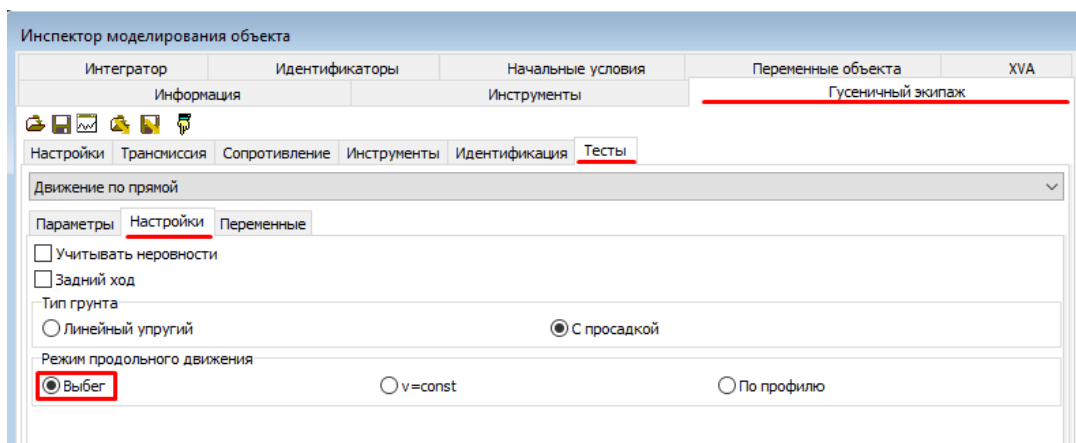 Инспектор моделирования объекта
Интегратор Идентификаторы Начальные условия Переменные объекта XVA
Информация Инструменты Гусеничный экипаж
Настройки Трансмиссия Сопротивление Инструменты Идентификация Тесты
Движение по прямой
Параметры Настройки Переменные
Учитывать неровности
Задний ход
Тип грунта
Линейный упругий С просадкой
Режим продольного движения
Выбег v=const По профилю